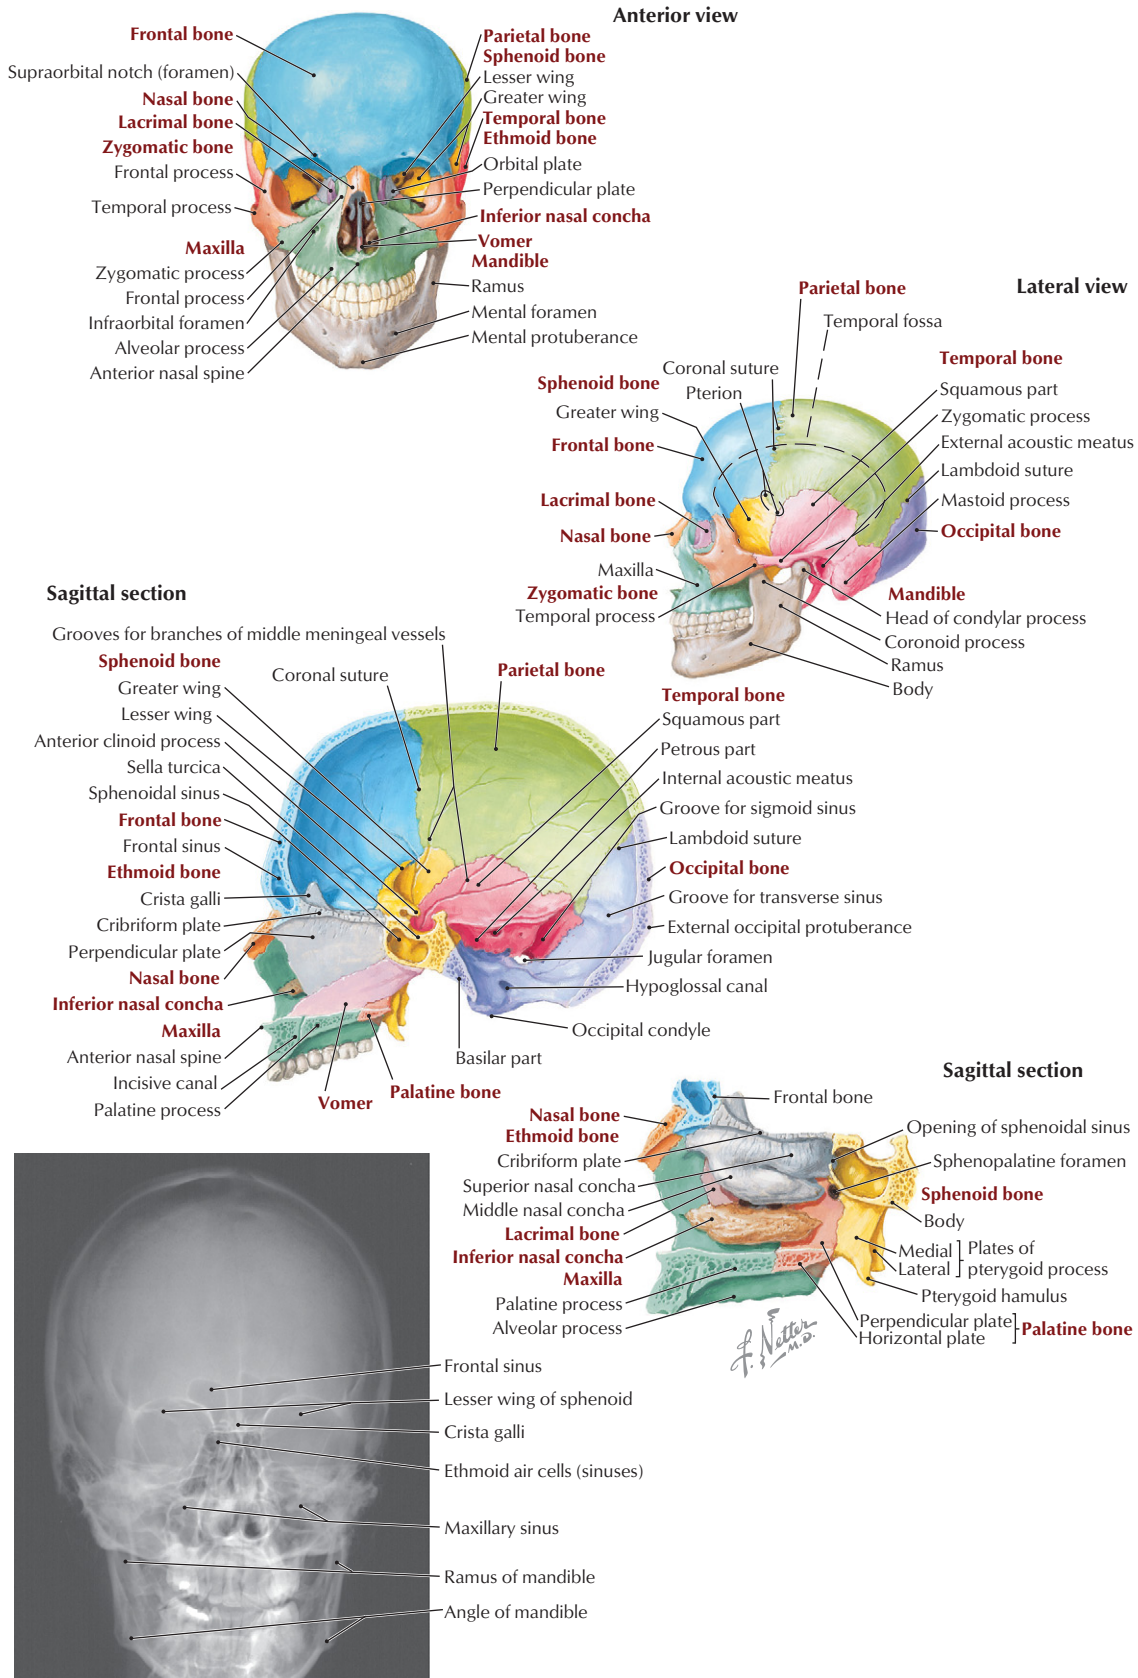 Anterior view
Frontal bone
Supraorbital notch (foramen)
Nasal bone
Lacrimal bone
Zygomatic bone
Frontal process
Temporal process
Maxilla
Zygomatic process
Frontal process
Infraorbital foramen
Alveolar process
Anterior nasal spine
Parietal bone
Sphenoid bone
Lesser wing
Greater wing
Temporal bone
Ethmoid bone
Orbital plate
Perpendicular plate
Inferior nasal concha
Vomer
Mandible
Ramus
Mental foramen
Mental protuberance
Lateral view
Parietal bone
Temporal fossa
Coronal suture
Sphenoid bone
Pterion
Greater wing
Frontal bone
Lacrimal bone
Nasal bone
Maxilla
Zygomatic bone
Temporal process
Temporal bone
Squamous part
Zygomatic process
External acoustic meatus
Lambdoid suture
Mastoid process
Occipital bone
Mandible
Head of condylar process
Coronoid process
Ramus
Body
Sagittal section
Grooves for branches of middle meningeal vessels
Sphenoid bone
Greater wing
Lesser wing
Anterior clinoid process
Sella turcica
Sphenoidal sinus
Frontal bone
Frontal sinus
Ethmoid bone
Crista galli
Cribriform plate
Perpendicular plate
Nasal bone
Inferior nasal concha
Maxilla
Anterior nasal spine
Incisive canal
Palatine process
Vomer
Palatine bone
Basilar part
Coronal suture
Parietal bone
Temporal bone
Squamous part
Petrous part
Internal acoustic meatus
Groove for sigmoid sinus
Lambdoid suture
Occipital bone
Groove for transverse sinus
External occipital protuberance
Jugular foramen
Hypoglossal canal
Occipital condyle
Sagittal section
Frontal bone
Nasal bone
Ethmoid bone
Cribriform plate
Superior nasal concha
Middle nasal concha
Lacrimal bone
Inferior nasal concha
Maxilla
Palatine process
Alveolar process
Opening of sphenoidal sinus
Sphenopalatine foramen
Sphenoid bone
Body
Medial
Lateral
Plates of
pterygoid process
Pterygoid hamulus
Perpendicular plate
Horizontal plate
Palatine bone
F. Netter
M.D.
Frontal sinus
Lesser wing of sphenoid
Crista galli
Ethmoid air cells (sinuses)
Maxillary sinus
Ramus of mandible
Angle of mandible